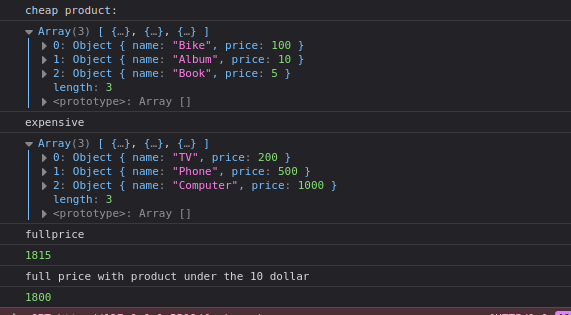 cheap product:
Array(3) [ {…}, {…}, {…} ]
0: Object { name: "Bike", price: 100 }
1: Object { name: "Album", price: 10 }
2: Object { name: "Book", price: 5 }
length: 3
<prototype>: Array []
expensive
Array(3) [ {…}, {…}, {…} ]
0: Object { name: "TV", price: 200 }
1: Object { name: "Phone", price: 500 }
2: Object { name: "Computer", price: 1000 }
length: 3
<prototype>: Array []
fullprice
1815
full price with product under the 10 dollar
1800